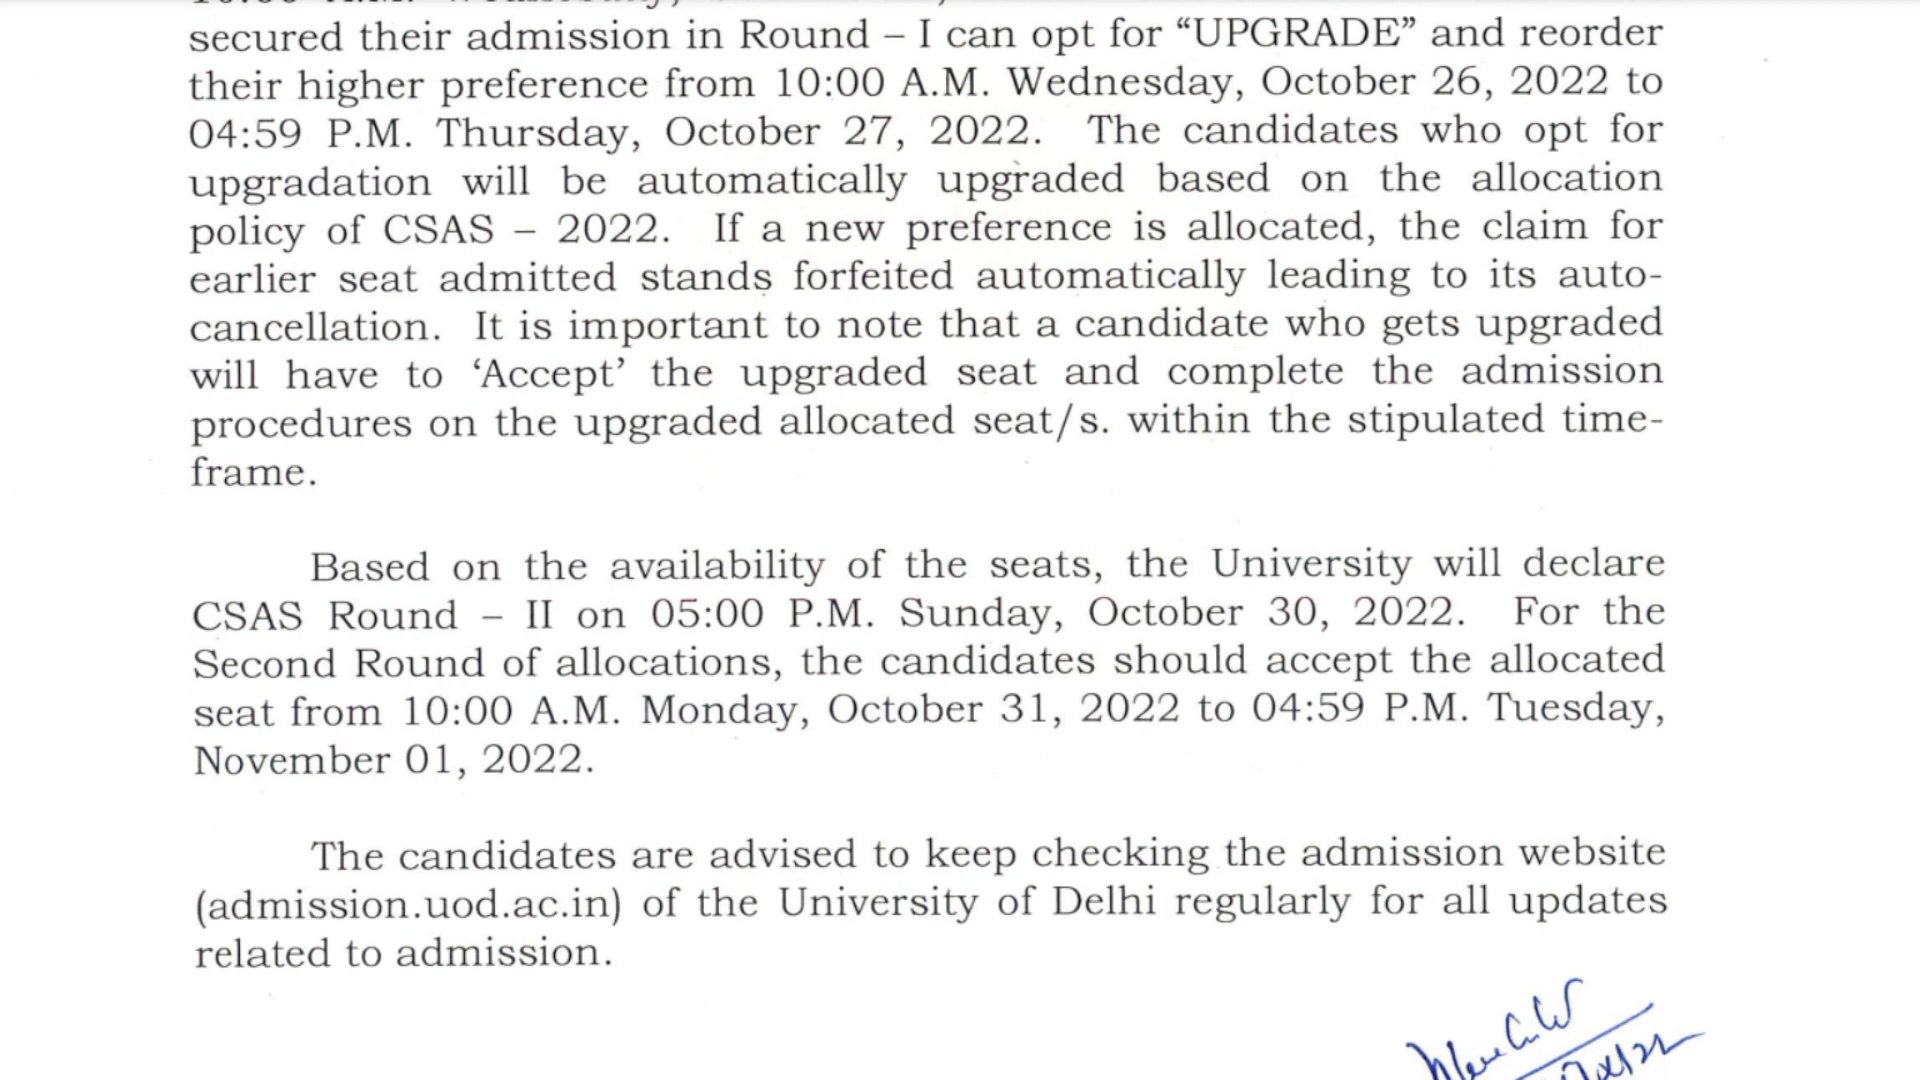 secured their admission in Round – I can opt for “UPGRADE” and reorder
their higher preference from 10:00 A.M. Wednesday, October 26, 2022 to
04:59 P.M. Thursday, October 27, 2022. The candidates who opt for
upgradation will be automatically upgraded based on the allocation
policy of CSAS – 2022. If a new preference is allocated, the claim for
earlier seat admitted stands forfeited automatically leading to its auto-
cancellation. It is important to note that a candidate who gets upgraded
will have to ‘Accept’ the upgraded seat and complete the admission
procedures on the upgraded allocated seat/s. within the stipulated time-
frame.
Based on the availability of the seats, the University will declare
CSAS Round – II on 05:00 P.M. Sunday, October 30, 2022. For the
Second Round of allocations, the candidates should accept the allocated
seat from 10:00 A.M. Monday, October 31, 2022 to 04:59 P.M. Tuesday,
November 01, 2022.
The candidates are advised to keep checking the admission website
(admission.uod.ac.in) of the University of Delhi regularly for all updates
related to admission.